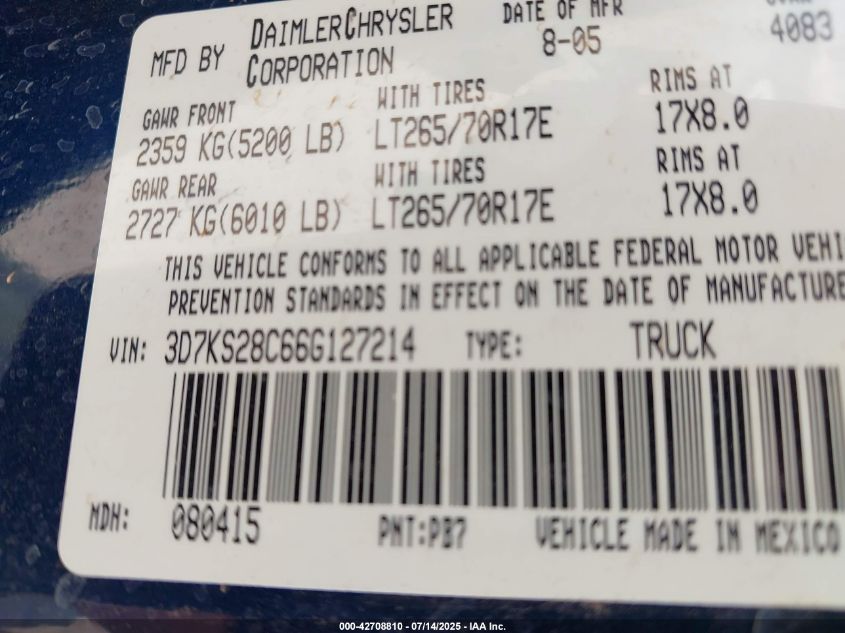 MFD BY DAIMLERCHRYSLER CORPORATION
DATE OF MFR
8-05
4083
GAWR FRONT WITH TIRES RIMS AT
2359 KG(5200 LB) LT265/70R17E 17X8.0
GAWR REAR WITH TIRES RIMS AT
2727 KG(6010 LB) LT265/70R17E 17X8.0
THIS VEHICLE CONFORMS TO ALL APPLICABLE FEDERAL MOTOR
PREVENTION STANDARDS IN EFFECT ON THE DATE OF MANUFACTURE
VIN: 3D7KS28C66G127214 TYPE: TRUCK
MDH: 080415 PNT:PB7 VEHICLE MADE IN MEXICO
000-42708810 - 07/14/2025 - IAA Inc.